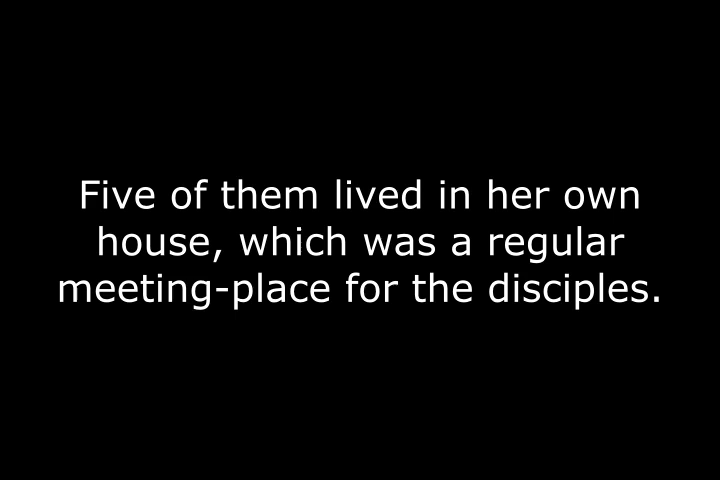 Five of them lived in her own
house, which was a regular
meeting-place for the disciples.